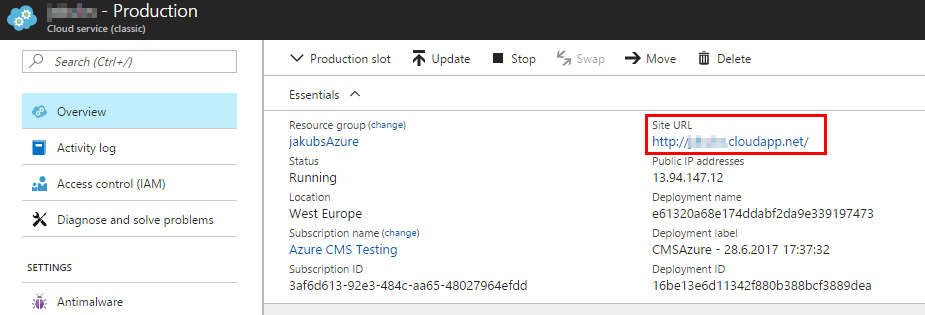 - Production
Cloud service (classic)
Search (Ctrl+/)
Overview
Activity log
Access control (IAM)
Diagnose and solve problems
SETTINGS
Antimalware
Production slot Update Stop Swap Move Delete
Essentials
Resource group (change)
jakubsAzure
Status
Running
Location
West Europe
Subscription name (change)
Azure CMS Testing
Subscription ID
3af6d613-92e3-484c-aa65-48027964efdd
Site URL
http:// .cloudapp.net/
Public IP addresses
13.94.147.12
Deployment name
e61320a68e174ddabf2da9e339197473
Deployment label
CMSAzure - 28.6.2017 17:37:32
Deployment ID
16be13e6d11342f880b388bcf3889dea